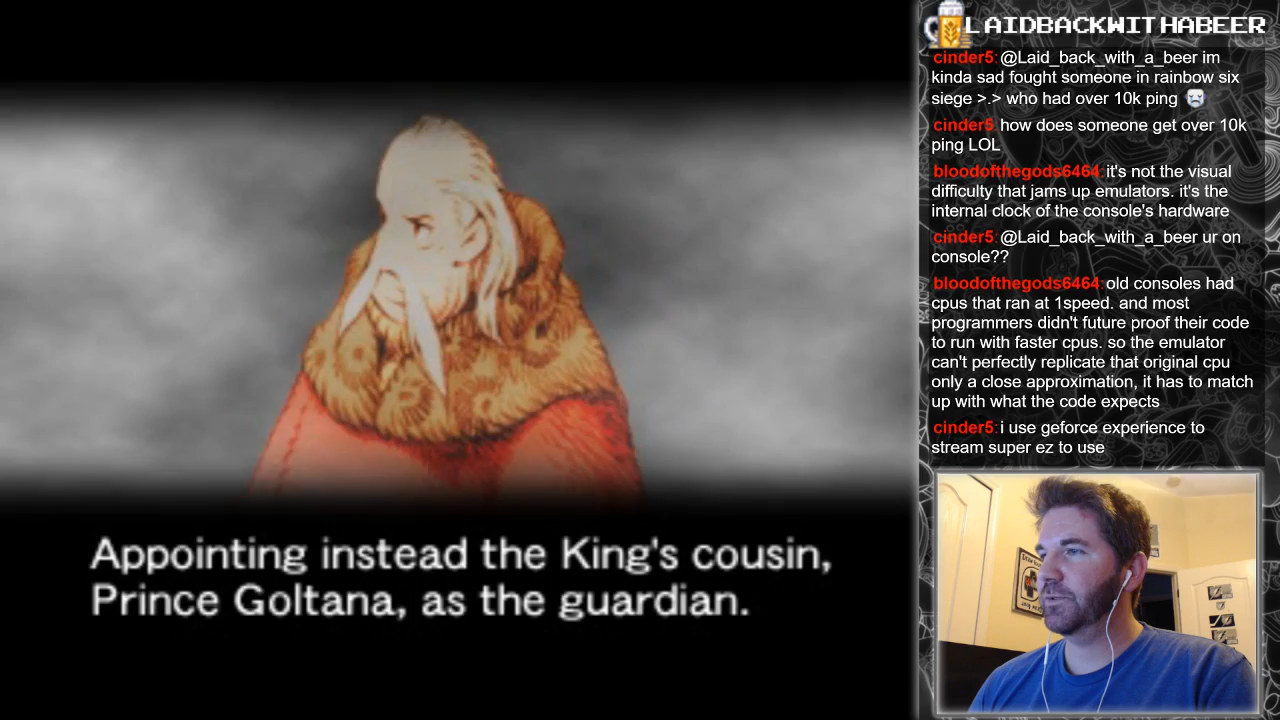 LAIDBACKWITHABEER
cinder5: @Laid_back_with_a_beer im
kinda sad fought someone in rainbow six
siege >.> who had over 10k ping
cinder5: how does someone get over 10k
ping LOL
bloodofthegods6464: it's not the visual
difficulty that jams up emulators. it's the
internal clock of the console's hardware
cinder5: @Laid_back_with_a_beer ur on
console??
bloodofthegods6464: old consoles had
cpus that ran at 1speed. and most
programmers didn't future proof their code
to run with faster cpus. so the emulator
can't perfectly replicate that original cpu
only a close approximation, it has to match
up with what the code expects
cinder5: i use geforce experience to
stream super ez to use
Appointing instead the King's cousin,
Prince Goltana, as the guardian.